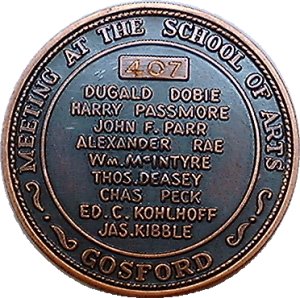 MEETING AT THE SCHOOL OF ARTS
407
DUGALD DOBIE
HARRY PASSMORE
JOHN F. PARR
ALEXANDER RAE
Wm. McINTYRE
THOS. DEASEY
CHAS PECK
ED. C. KOHLHOFF
JAS. KIBBLE
GOSFORD